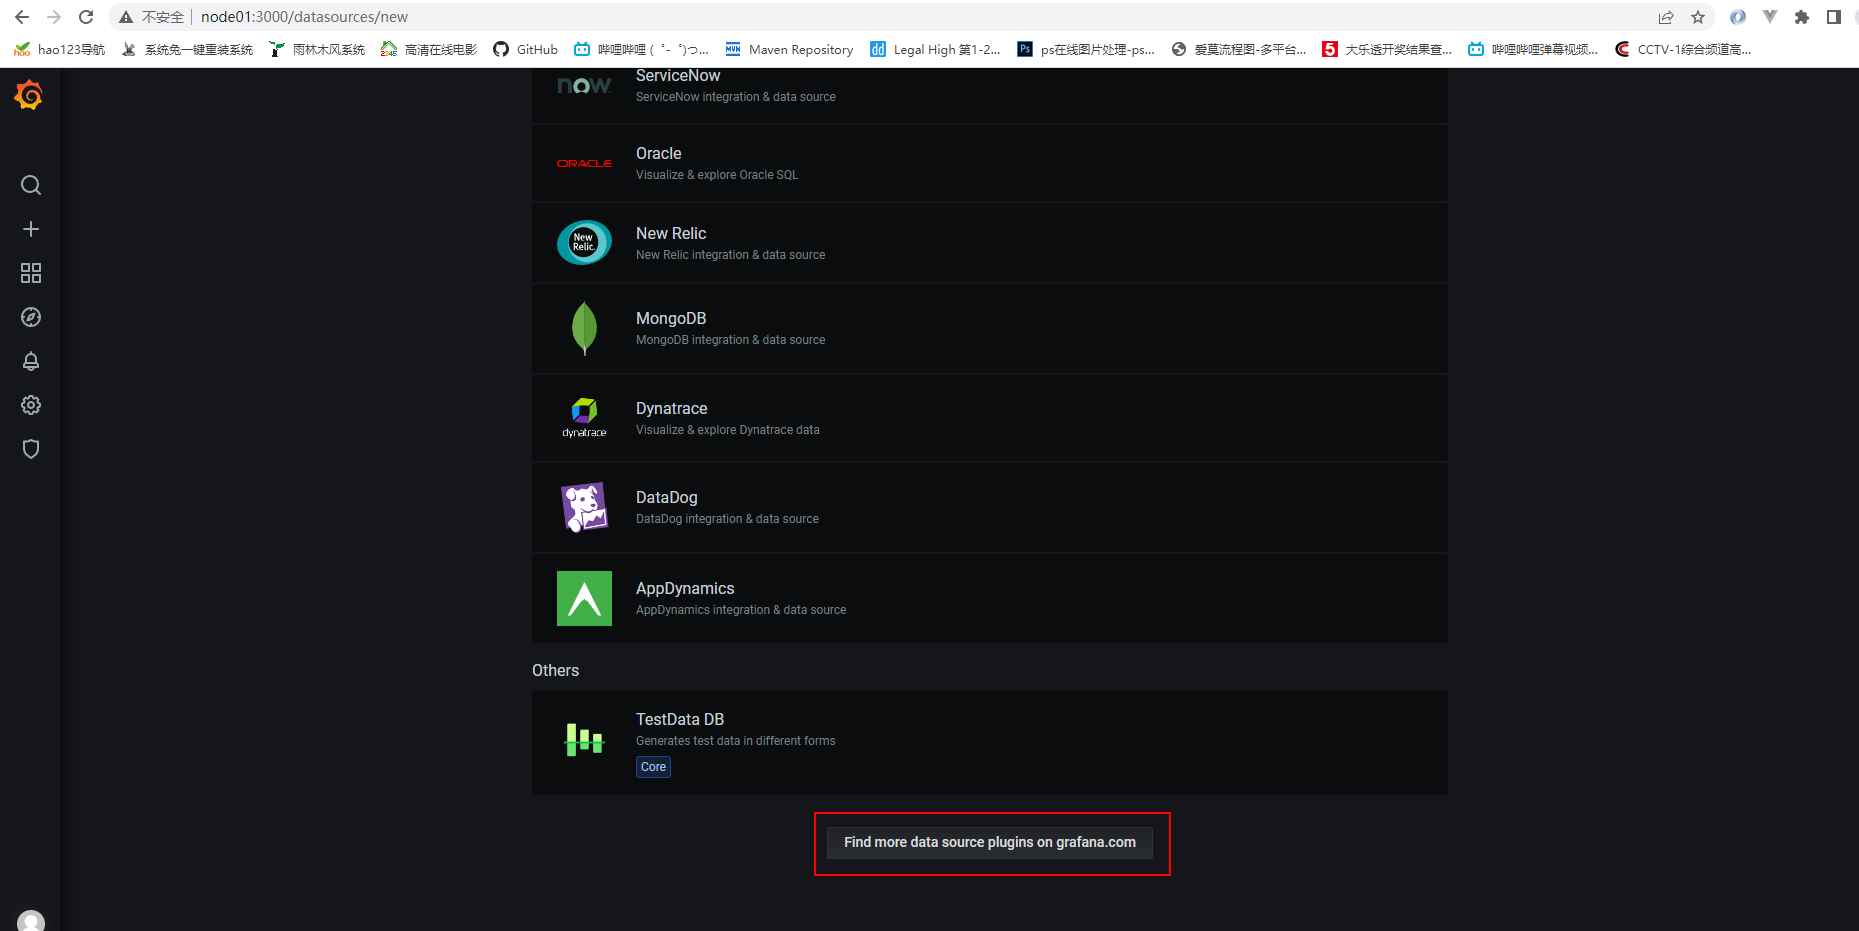 不安全 node01:3000/datasources/new
hao123导航 系统兔一键重装系统 雨林木风系统 高清在线电影 GitHub 哔哩哔哩 ( ゜- ゜)つ... Maven Repository Legal High 第1-2... ps在线图片处理-ps... 爱莫流程图-多平台... 大乐透开奖结果查... 哔哩哔哩弹幕视频... CCTV-1综合频道高...
now.
ServiceNow
ServiceNow integration & data source
ORACLE
Oracle
Visualize & explore Oracle SQL
New
Relic.
New Relic
New Relic integration & data source
MongoDB
MongoDB integration & data source
dynatrace
Dynatrace
Visualize & explore Dynatrace data
DataDog
DataDog integration & data source
AppDynamics
AppDynamics integration & data source
Others
TestData DB
Generates test data in different forms
Core
Find more data source plugins on grafana.com